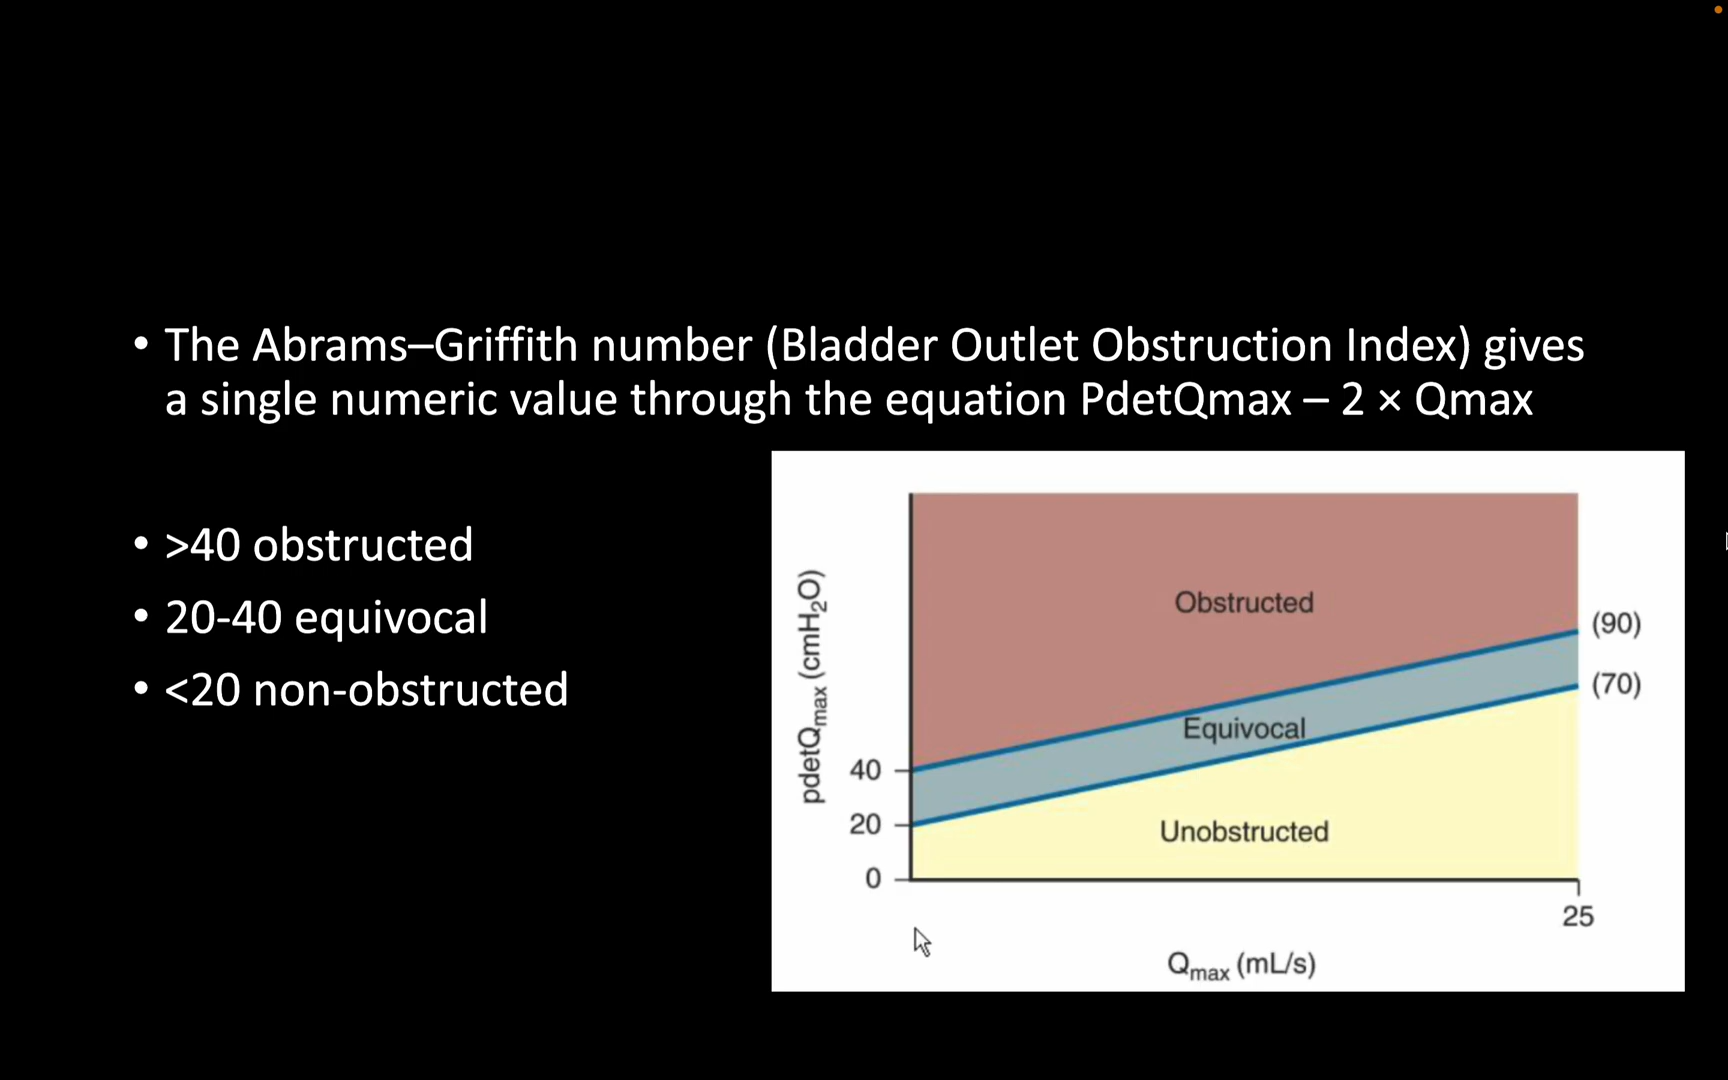 • The Abrams–Griffith number (Bladder Outlet Obstruction Index) gives
a single numeric value through the equation PdetQmax – 2 × Qmax
• >40 obstructed
• 20-40 equivocal
• <20 non-obstructed
pdetQmax (cmH2O)
Obstructed
(90)
(70)
Equivocal
40
20
Unobstructed
0
25
Qmax (mL/s)